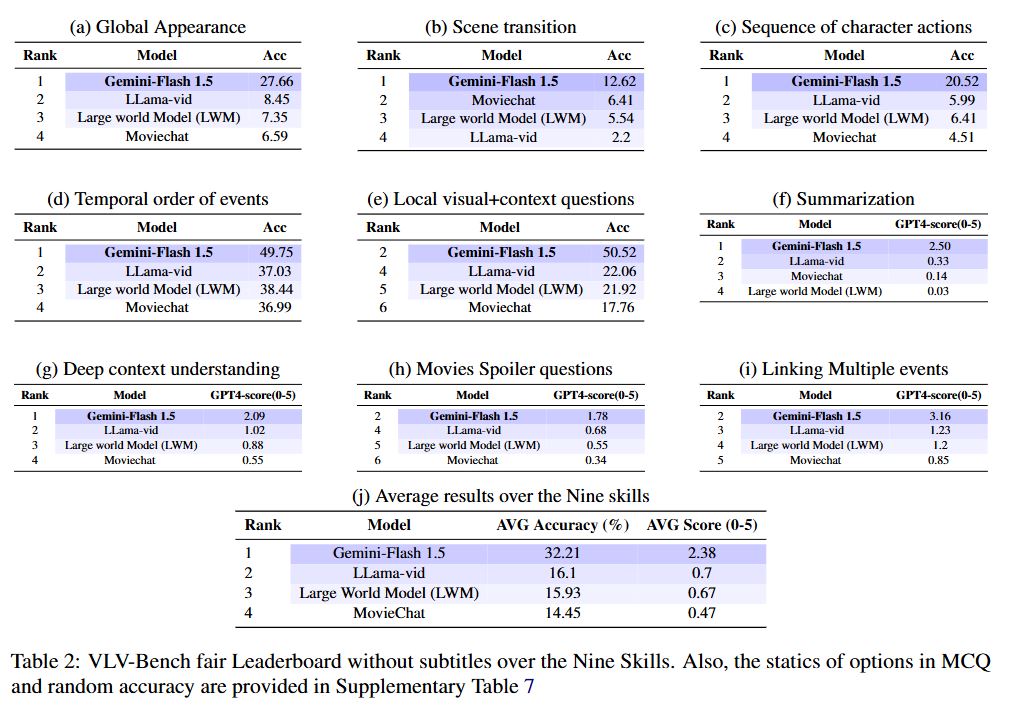 (a) Global Appearance
Rank Model Acc
1 Gemini-Flash 1.5 27.66
2 LLama-vid 8.45
3 Large world Model (LWM) 7.35
4 Moviechat 6.59
(b) Scene transition
Rank Model Acc
1 Gemini-Flash 1.5 12.62
2 Moviechat 6.41
3 Large world Model (LWM) 5.54
4 LLama-vid 2.2
(c) Sequence of character actions
Rank Model Acc
1 Gemini-Flash 1.5 20.52
2 LLama-vid 5.99
3 Large world Model (LWM) 6.41
4 Moviechat 4.51
(d) Temporal order of events
Rank Model Acc
1 Gemini-Flash 1.5 49.75
2 LLama-vid 37.03
3 Large world Model (LWM) 38.44
4 Moviechat 36.99
(e) Local visual+context questions
Rank Model Acc
2 Gemini-Flash 1.5 50.52
4 LLama-vid 22.06
5 Large world Model (LWM) 21.92
6 Moviechat 17.76
(f) Summarization
Rank Model GPT4-score(0-5)
1 Gemini-Flash 1.5 2.50
2 LLama-vid 0.33
3 Moviechat 0.14
4 Large world Model (LWM) 0.03
(g) Deep context understanding
Rank Model GPT4-score(0-5)
1 Gemini-Flash 1.5 2.09
2 LLama-vid 1.02
3 Large world Model (LWM) 0.88
4 Moviechat 0.55
(h) Movies Spoiler questions
Rank Model GPT4-score(0-5)
2 Gemini-Flash 1.5 1.78
4 LLama-vid 0.68
5 Large world Model (LWM) 0.55
6 Moviechat 0.34
(i) Linking Multiple events
Rank Model GPT4-score(0-5)
2 Gemini-Flash 1.5 3.16
3 LLama-vid 1.23
4 Large world Model (LWM) 1.2
5 Moviechat 0.85
(j) Average results over the Nine skills
Rank Model AVG Accuracy (%) AVG Score (0-5)
1 Gemini-Flash 1.5 32.21 2.38
2 LLama-vid 16.1 0.7
3 Large World Model (LWM) 15.93 0.67
4 MovieChat 14.45 0.47
Table 2: VLV-Bench fair Leaderboard without subtitles over the Nine Skills. Also, the statics of options in MCQ
and random accuracy are provided in Supplementary Table 7